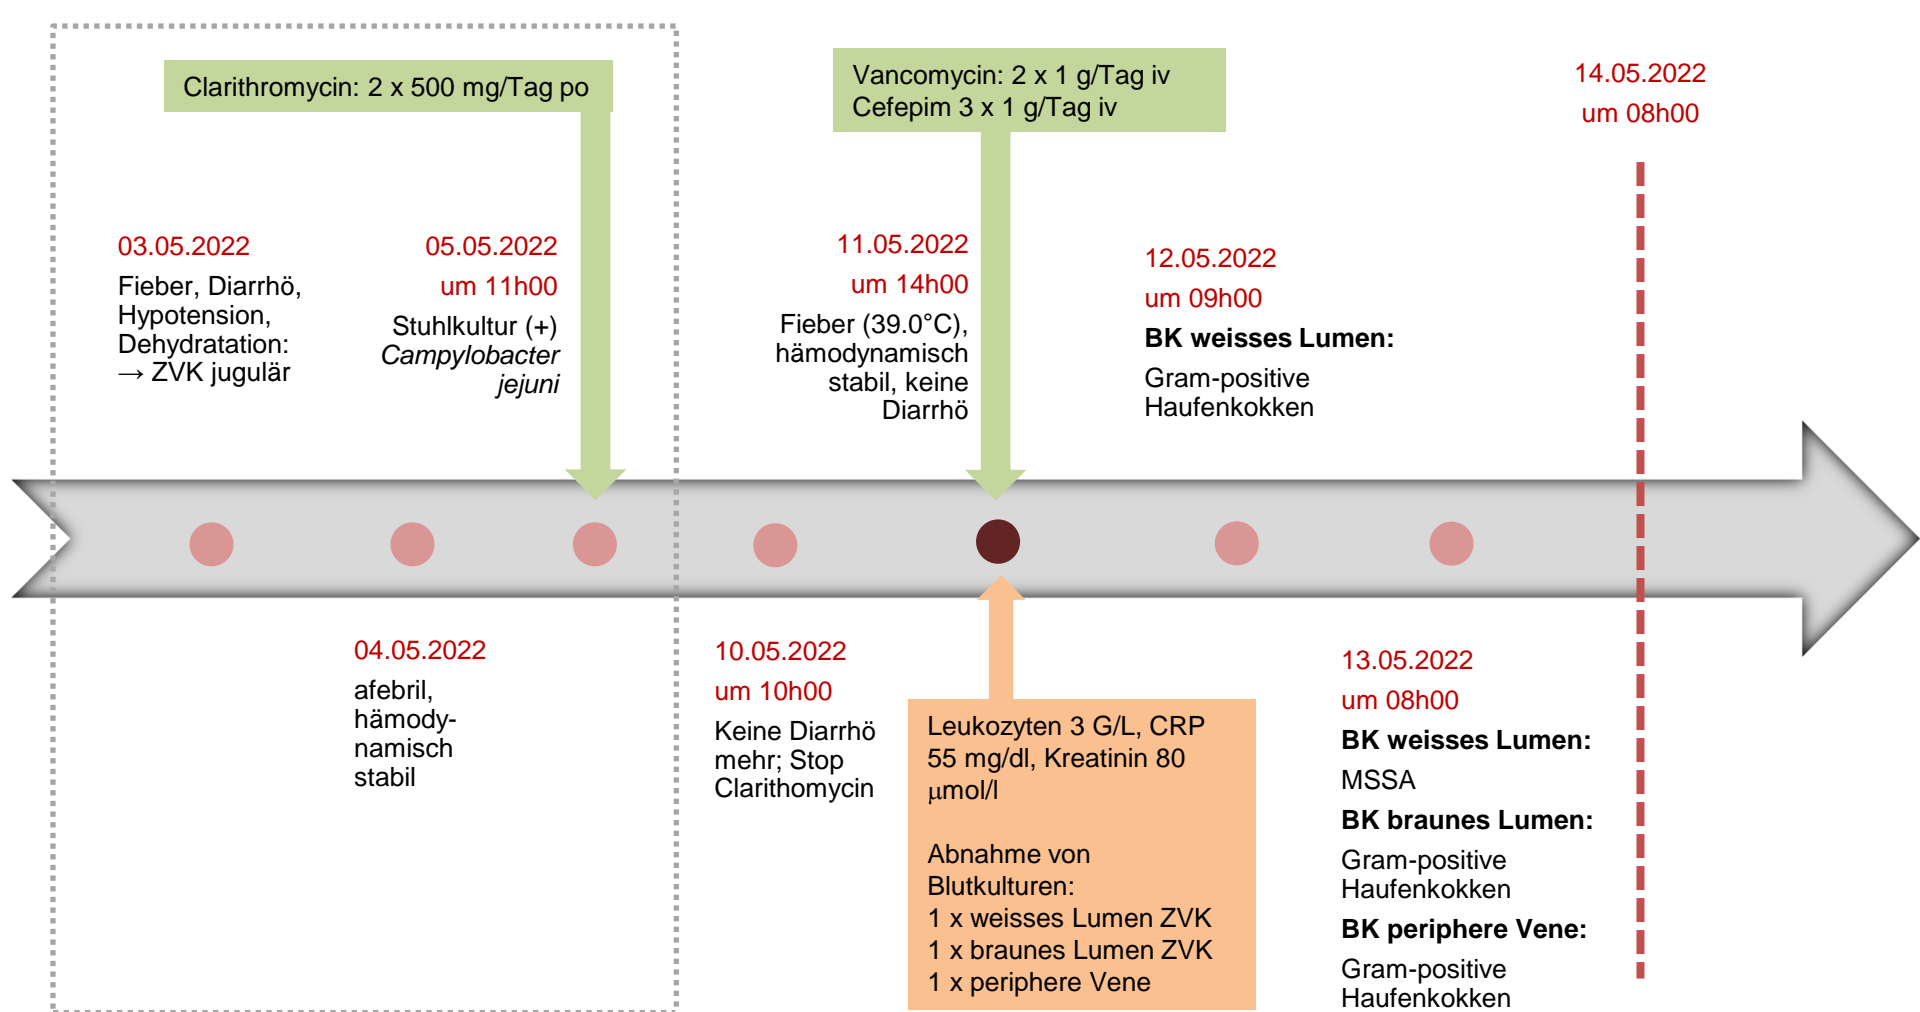 Clarithromycin: 2 x 500 mg/Tag po
Vancomycin: 2 x 1 g/Tag iv
Cefepim 3 x 1 g/Tag iv
14.05.2022
um 08h00
03.05.2022
Fieber, Diarrhö,
Hypotension,
Dehydratation:
→ ZVK jugulär
05.05.2022
um 11h00
Stuhlkultur (+)
Campylobacter
jejuni
11.05.2022
um 14h00
Fieber (39.0°C),
hämodynamisch
stabil, keine
Diarrhö
12.05.2022
um 09h00
BK weisses Lumen:
Gram-positive
Haufenkokken
04.05.2022
afebril,
hämody-
namisch
stabil
10.05.2022
um 10h00
Keine Diarrhö
mehr; Stop
Clarithomycin
Leukozyten 3 G/L, CRP
55 mg/dl, Kreatinin 80
μmol/l
Abnahme von
Blutkulturen:
1 x weisses Lumen ZVK
1 x braunes Lumen ZVK
1 x periphere Vene
13.05.2022
um 08h00
BK weisses Lumen:
MSSA
BK braunes Lumen:
Gram-positive
Haufenkokken
BK periphere Vene:
Gram-positive
Haufenkokken